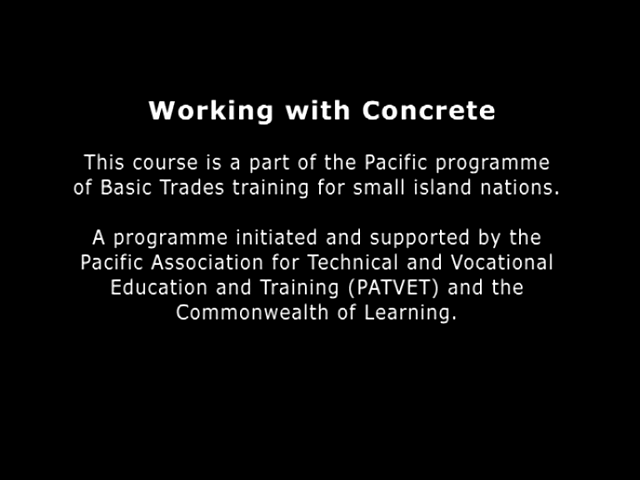 Working with Concrete
This course is a part of the Pacific programme
of Basic Trades training for small island nations.
A programme initiated and supported by the
Pacific Association for Technical and Vocational
Education and Training (PATVET) and the
Commonwealth of Learning.